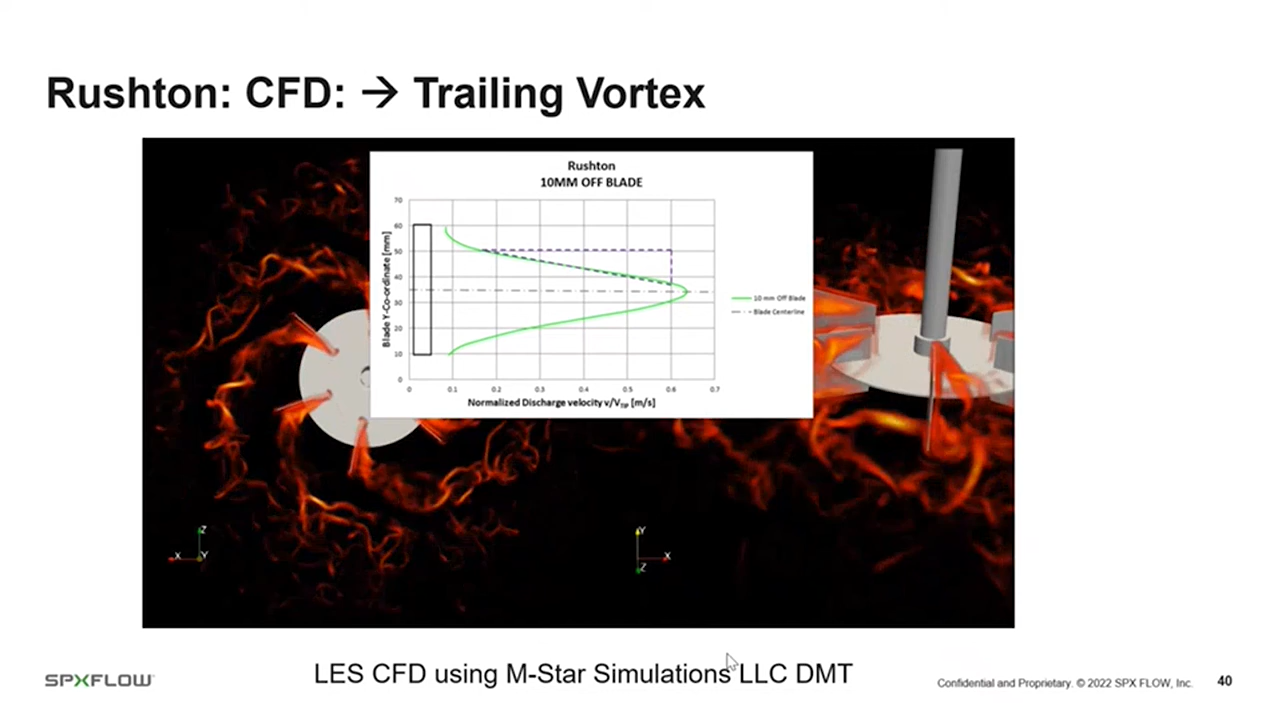 Rushton: CFD: → Trailing Vortex
Rushton
10MM OFF BLADE
Blade Y-Co-ordinate [mm]
70
60
50
40
30
20
10
0
0 0.1 0.2 0.3 0.4 0.5 0.6 0.7
Normalized Discharge velocity v/VTIP [m/s]
10 mm Off Blade
Blade Centerline
Z
X Y
Y
X
Z
LES CFD using M-Star Simulations LLC DMT
SPXFLOW
Confidential and Proprietary. © 2022 SPX FLOW, Inc. 40